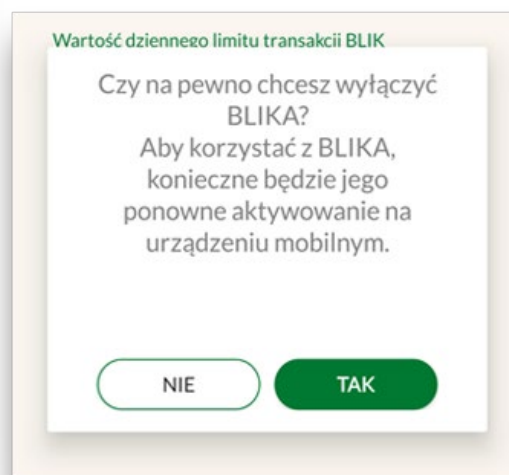 Wartość dziennego limitu transakcji BLIK
Czy na pewno chcesz wyłączyć
BLIKA?
Aby korzystać z BLIKA,
konieczne będzie jego
ponowne aktywowanie na
urządzeniu mobilnym.
NIE
TAK